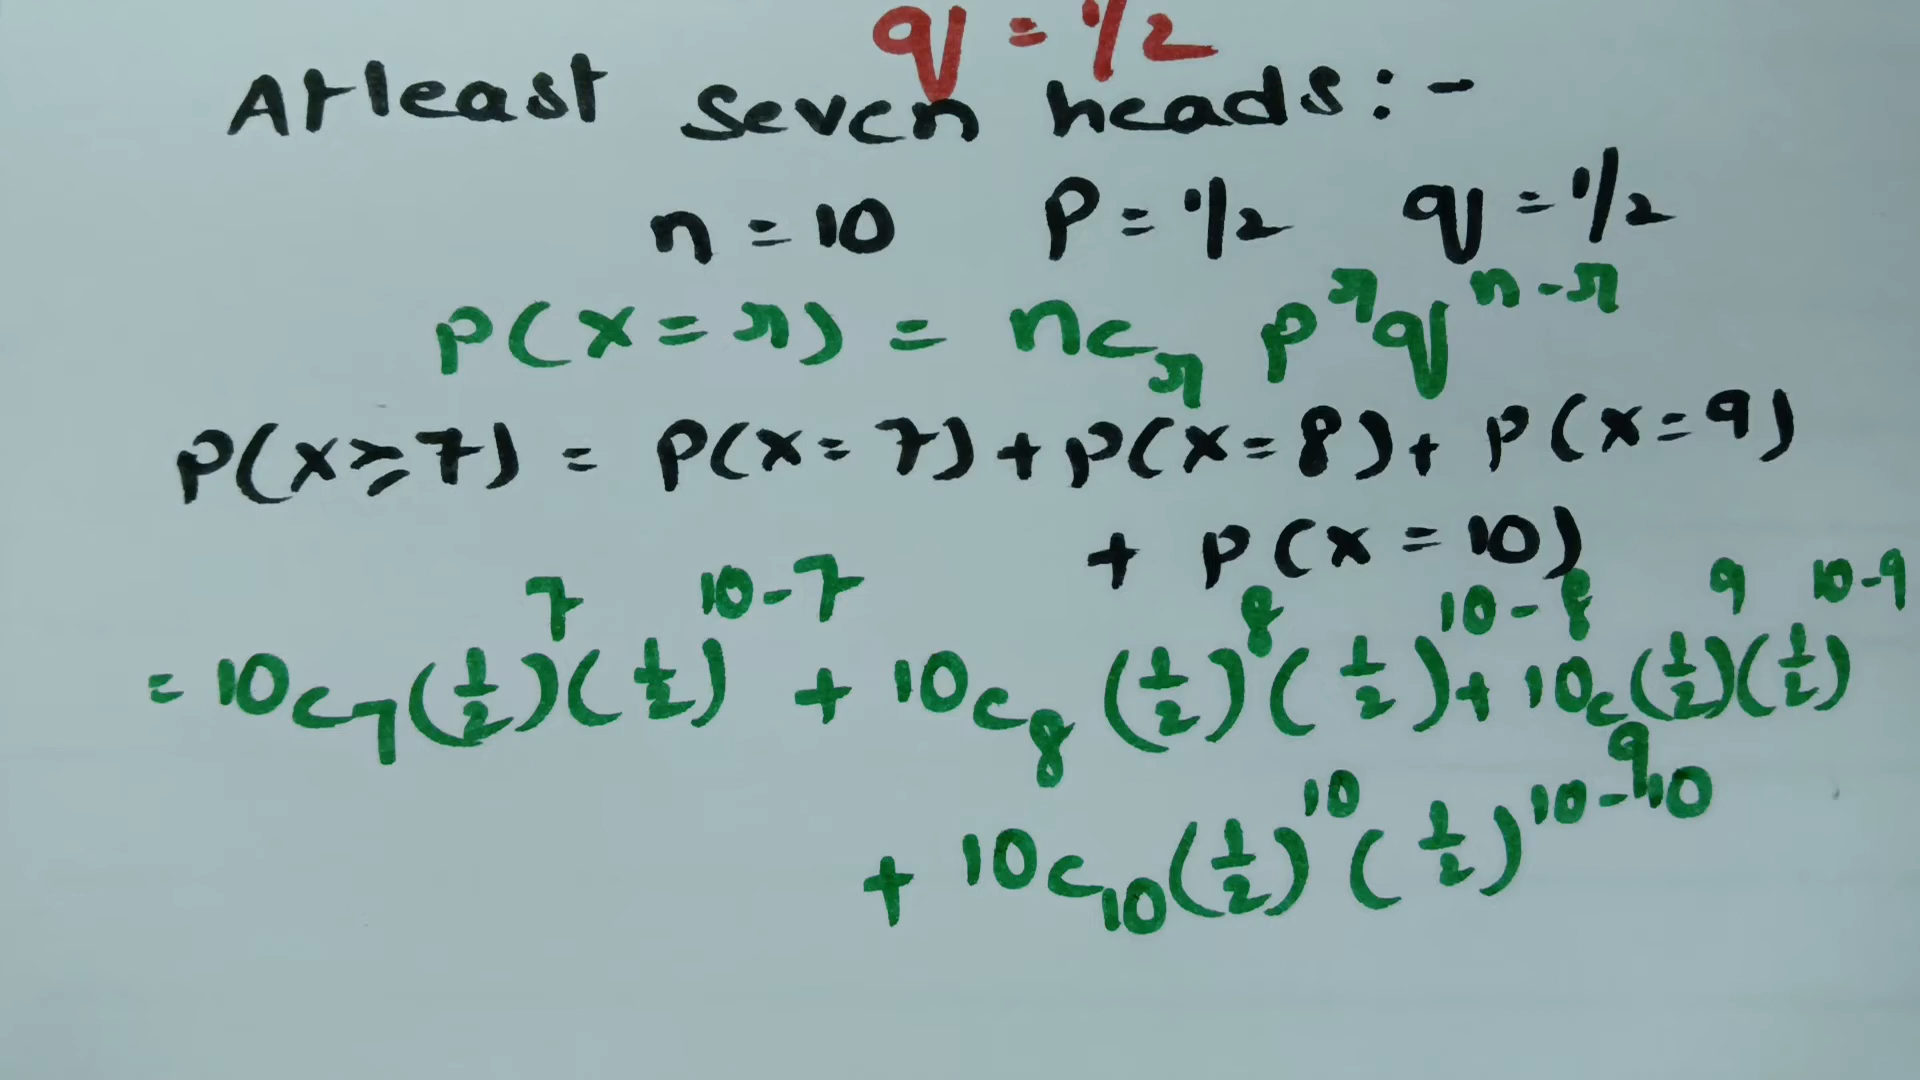 q = 1/2
Atleast seven heads:-
n = 10 P = 1/2 q = 1/2
P(x = r) = nCr p^r q^n-r
P(x ≥ 7) = P(x = 7) + P(x = 8) + P(x = 9)
+ P(x = 10)
= 10C7 (1/2)^7 (1/2)^10-7 + 10C8 (1/2)^8 (1/2)^10-8 + 10C9 (1/2)^9 (1/2)^10-9
+ 10C10 (1/2)^10 (1/2)^10-10